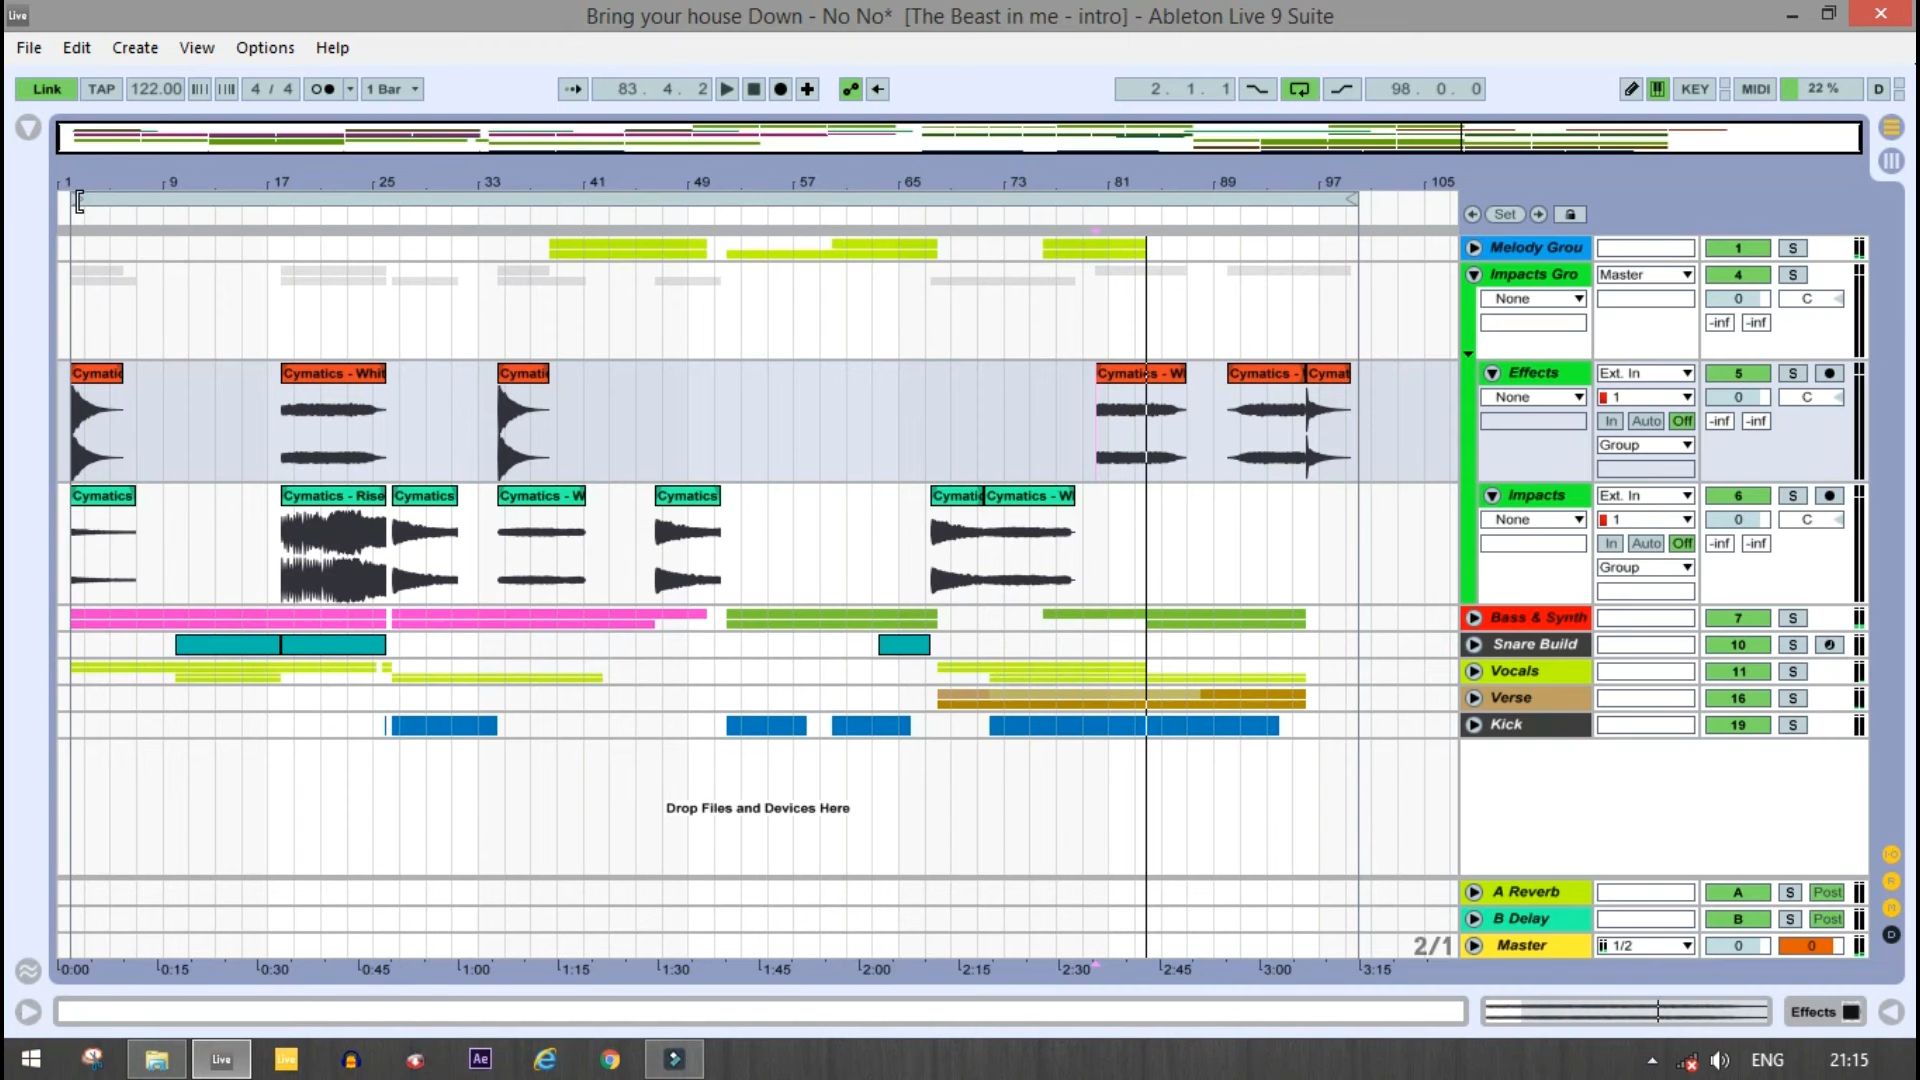 Live
Bring your house Down - No No* [The Beast in me - intro] - Ableton Live 9 Suite
File Edit Create View Options Help
Link TAP 122.00 4 / 4 1 Bar 83. 4. 2 2. 1. 1 98. 0. 0 KEY MIDI 22 % D
1 9 17 25 33 41 49 57 65 73 81 89 97 105
Set
Melody Grou 1 S
Impacts Gro Master 4 S
None 0 C
-inf -inf
Cymatic Cymatics - Whit Cymatic Cymatics - W Cymatics - Cymat Effects Ext. In 5 S
None 1 0 C
In Auto Off -inf -inf
Group
Cymatics Cymatics - Rise Cymatics Cymatics - W Cymatics Cymatic Cymatics - W Impacts Ext. In 6 S
None 1 0 C
In Auto Off -inf -inf
Group
Bass & Synth 7 S
Snare Build 10 S
Vocals 11 S
Verse 16 S
Kick 19 S
Drop Files and Devices Here
A Reverb A S Post
B Delay B S Post
2/1 Master 1/2 0 0
0:00 0:15 0:30 0:45 1:00 1:15 1:30 1:45 2:00 2:15 2:30 2:45 3:00 3:15
I·O
R
M
D
Effects
Live Live Ae ENG 21:15